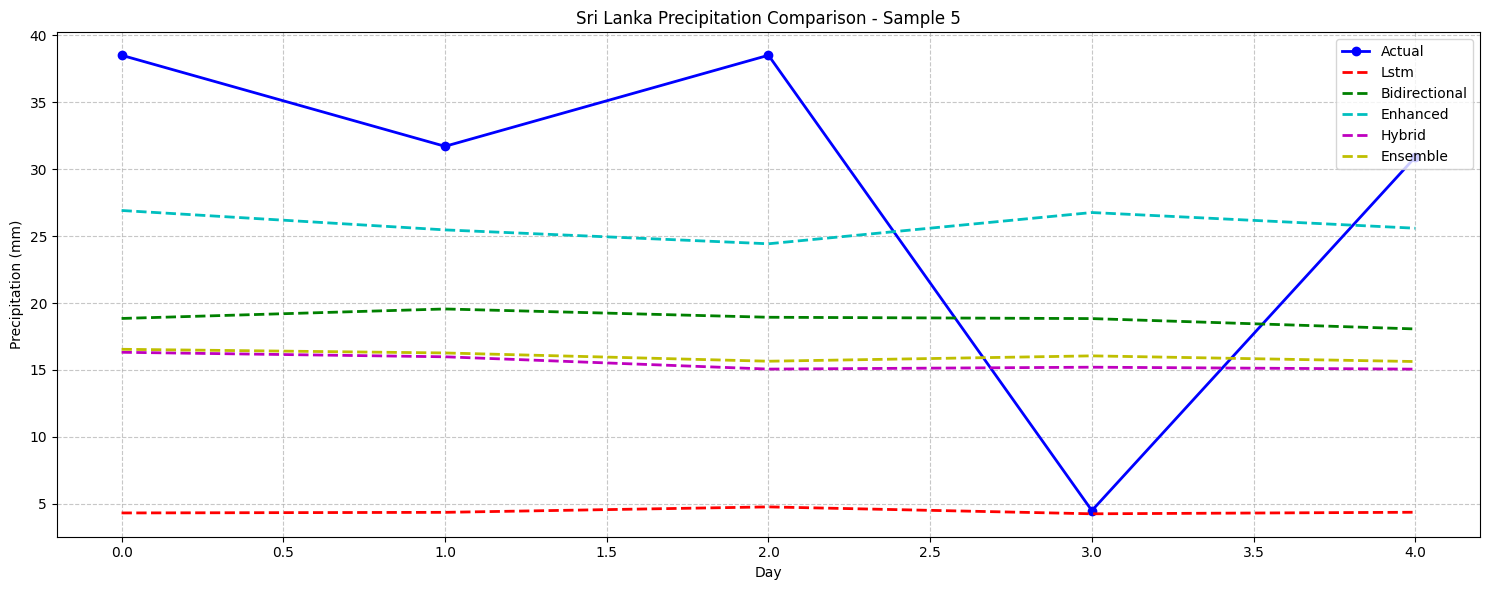 Sri Lanka Precipitation Comparison - Sample 5
Actual
Lstm
Bidirectional
Enhanced
Hybrid
Ensemble
Precipitation (mm)
40
35
30
25
20
15
10
5
0.0
0.5
1.0
1.5
2.0
2.5
3.0
3.5
4.0
Day